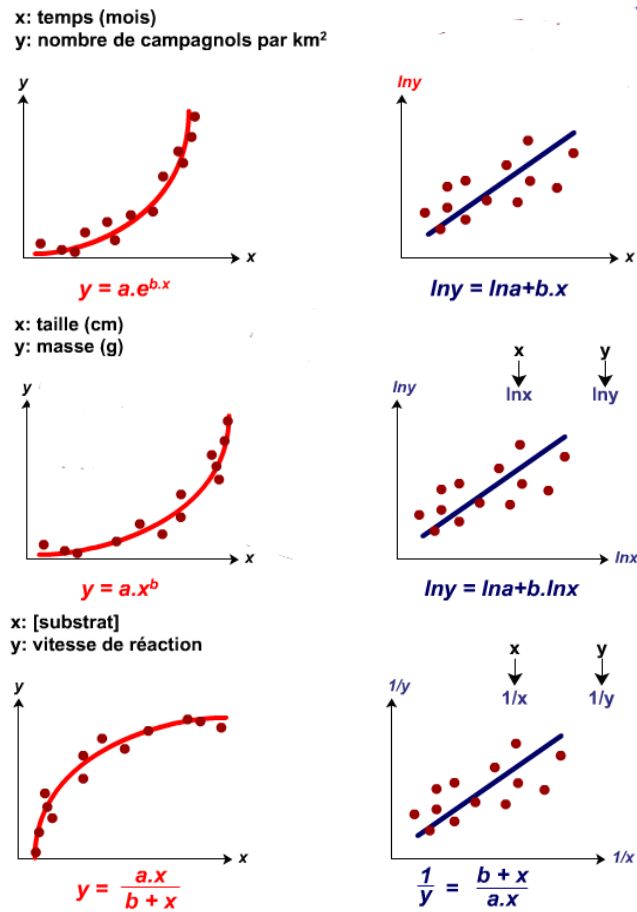 x: temps (mois)
y: nombre de campagnols par km²
y
x
y = a.e^b.x
lny
x
lny = lna+b.x
x: taille (cm)
y: masse (g)
y
x
y = a.x^b
x y
lnx lny
lny
lnx
lny = lna+b.lnx
x: [substrat]
y: vitesse de réaction
y
x
y = a.x / b + x
x y
1/x 1/y
1/y
1/x
1/y = b + x / a.x